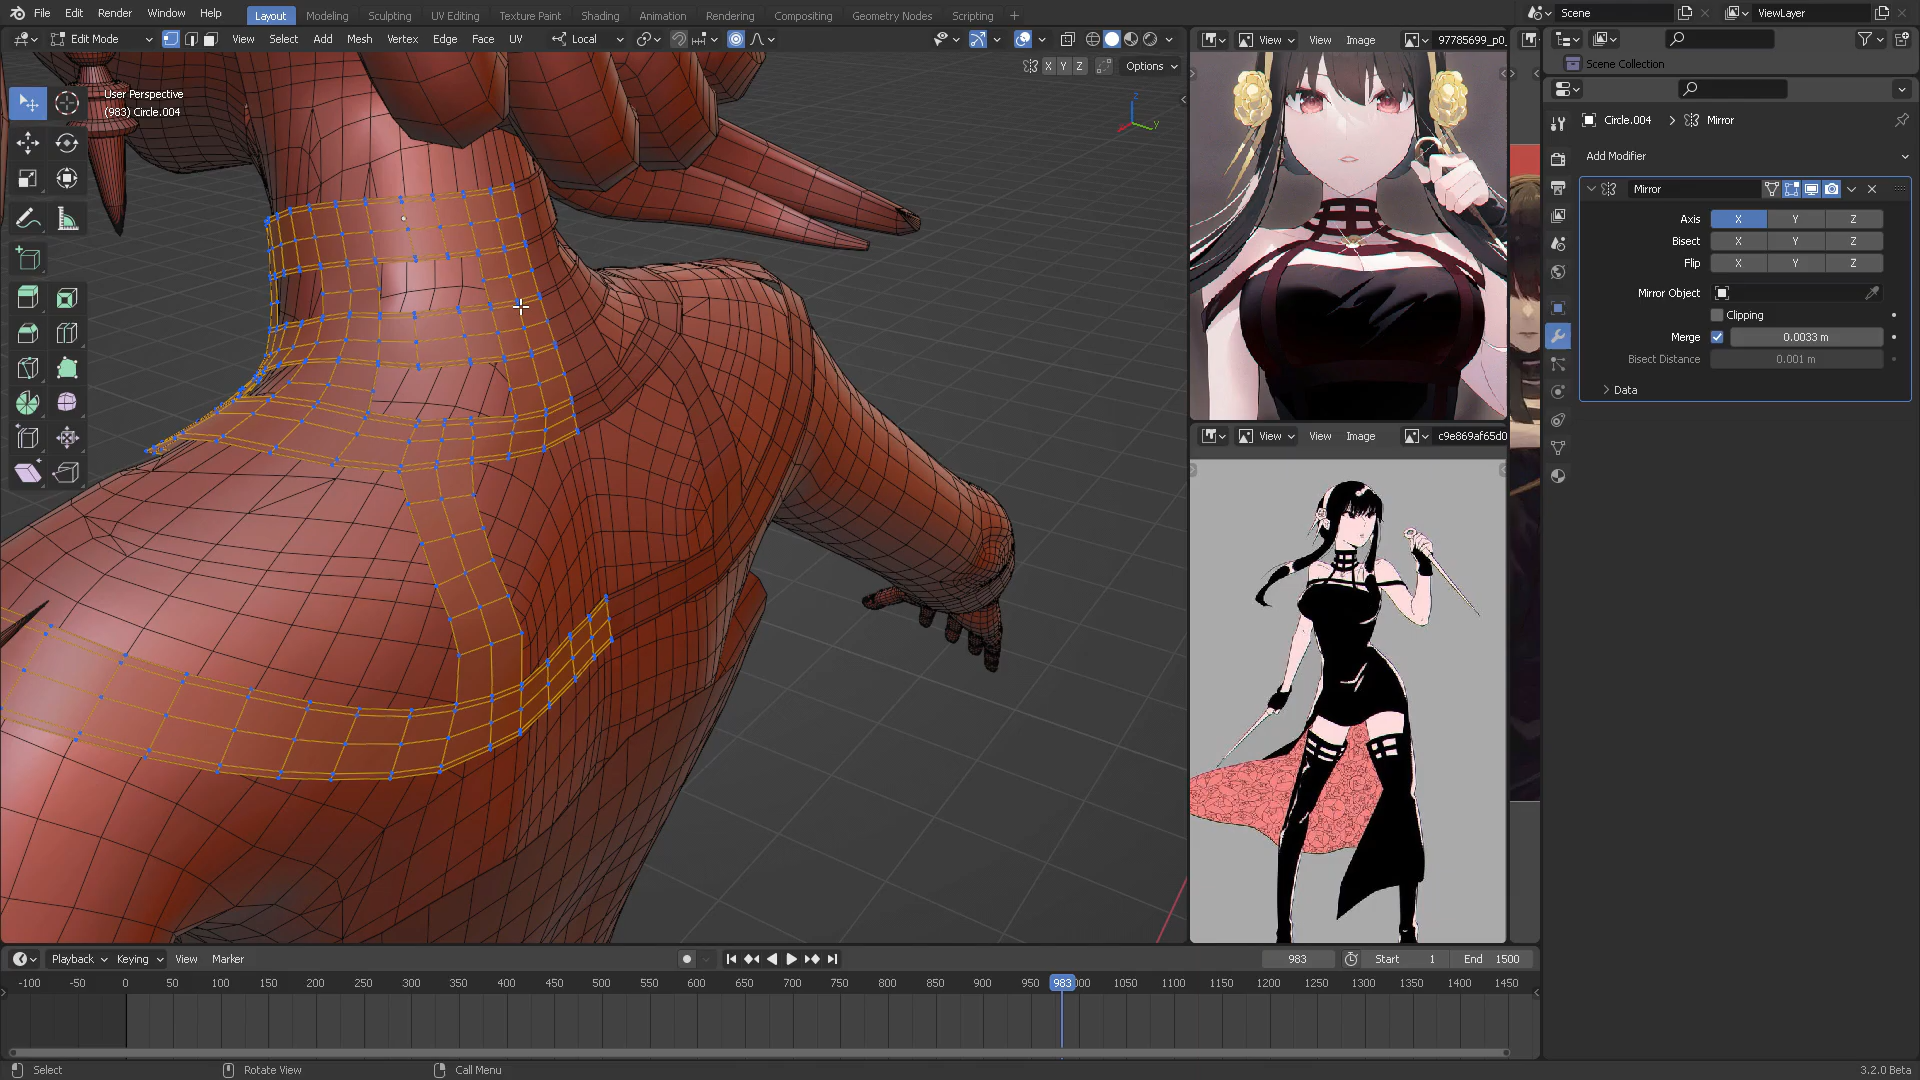 File Edit Render Window Help Layout Modeling Sculpting UV Editing Texture Paint Shading Animation Rendering Compositing Geometry Nodes Scripting + Scene ViewLayer
Edit Mode View Select Add Mesh Vertex Edge Face UV Local View View Image 97785699_p0_
X Y Z Options
Scene Collection
User Perspective
(983) Circle.004
Z
Y
Circle.004 > Mirror
Add Modifier
Mirror
Axis X Y Z
Bisect X Y Z
Flip X Y Z
Mirror Object
Clipping
Merge 0.0033 m
Bisect Distance 0.001 m
Data
View View Image c9e869af65d0
Playback Keying View Marker 983 Start 1 End 1500
-100 -50 0 50 100 150 200 250 300 350 400 450 500 550 600 650 700 750 800 850 900 950 983 000 1050 1100 1150 1200 1250 1300 1350 1400 1450
Select Rotate View Call Menu 3.2.0 Beta